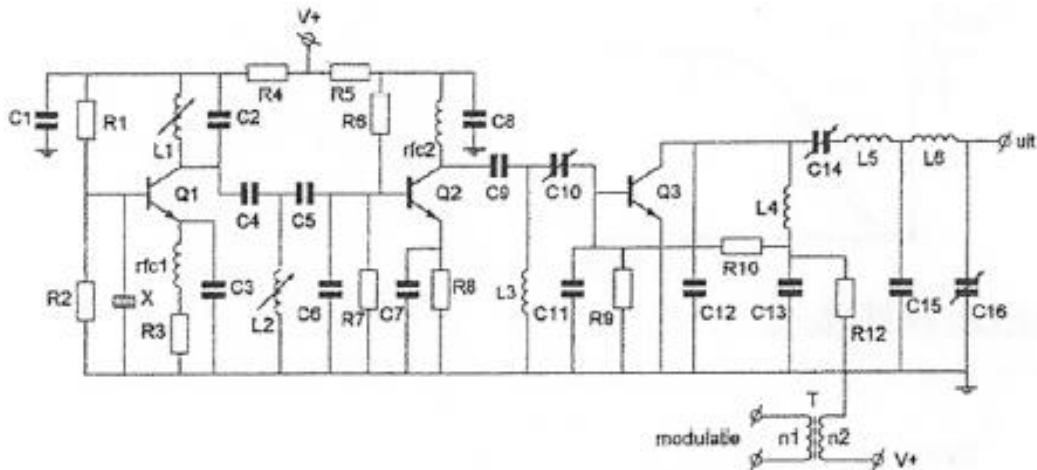 V+
R4 R5
C1 R1 L1 C2 R6 rfc2 C8
C14 L5 L6 uit
Q1 C4 C5 Q2 C9 C10 Q3
L4
rfc1 R10
R2 X R3 C3 L2 C6 R7 C7 R8 L3 C11 R9 C12 C13 R12 C15 C16
T
modulatie n1 n2
V+